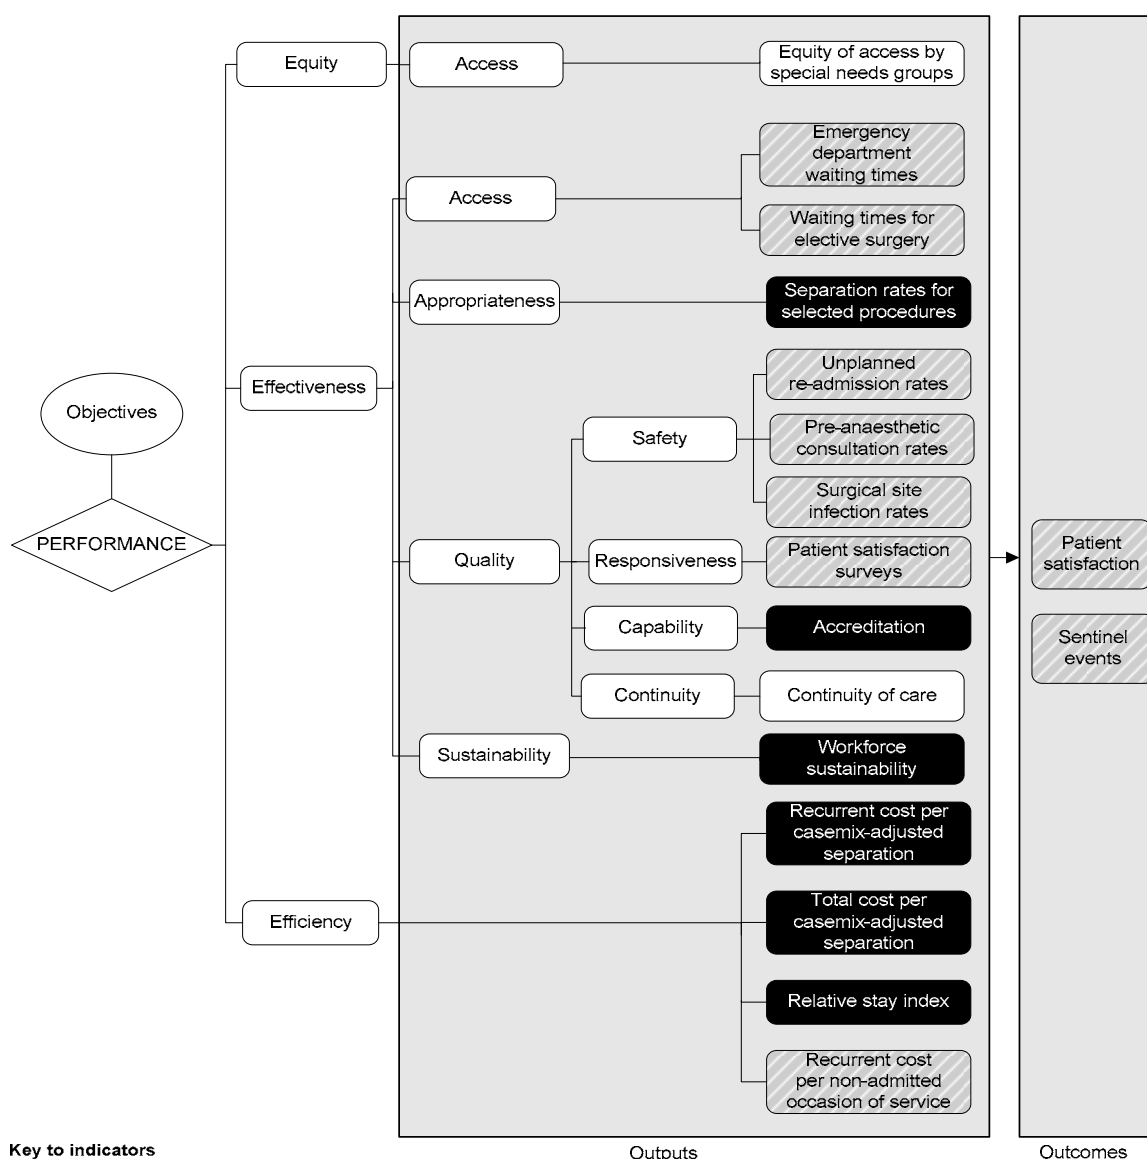 Equity
Access
Equity of access by
special needs groups
Emergency
department
waiting times
Access
Waiting times for
elective surgery
Appropriateness
Separation rates for
selected procedures
Unplanned
re-admission rates
Effectiveness
Objectives
Safety
Pre-anaesthetic
consultation rates
Surgical site
infection rates
PERFORMANCE
Quality
Responsiveness
Patient satisfaction
surveys
Patient
satisfaction
Capability
Accreditation
Sentinel
events
Continuity
Continuity of care
Sustainability
Workforce
sustainability
Recurrent cost per
casemix-adjusted
separation
Efficiency
Total cost per
casemix-adjusted
separation
Relative stay index
Recurrent cost
per non-admitted
occasion of service
Key to indicators
Outputs
Outcomes